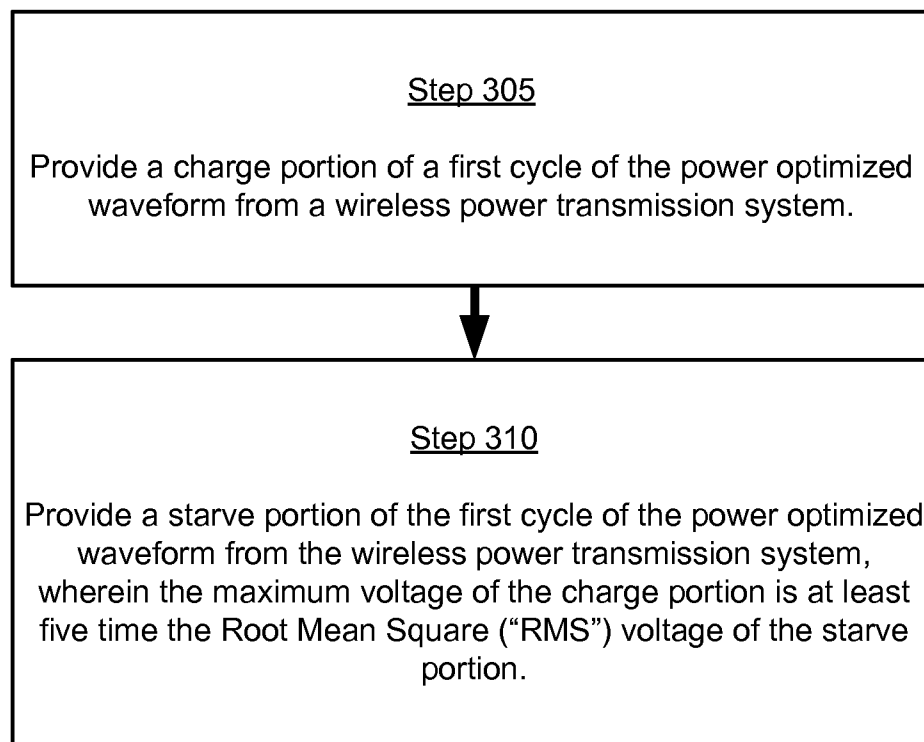 Step 305
Provide a charge portion of a first cycle of the power optimized
waveform from a wireless power transmission system.
Step 310
Provide a starve portion of the first cycle of the power optimized
waveform from the wireless power transmission system,
wherein the maximum voltage of the charge portion is at least
five time the Root Mean Square (“RMS”) voltage of the starve
portion.